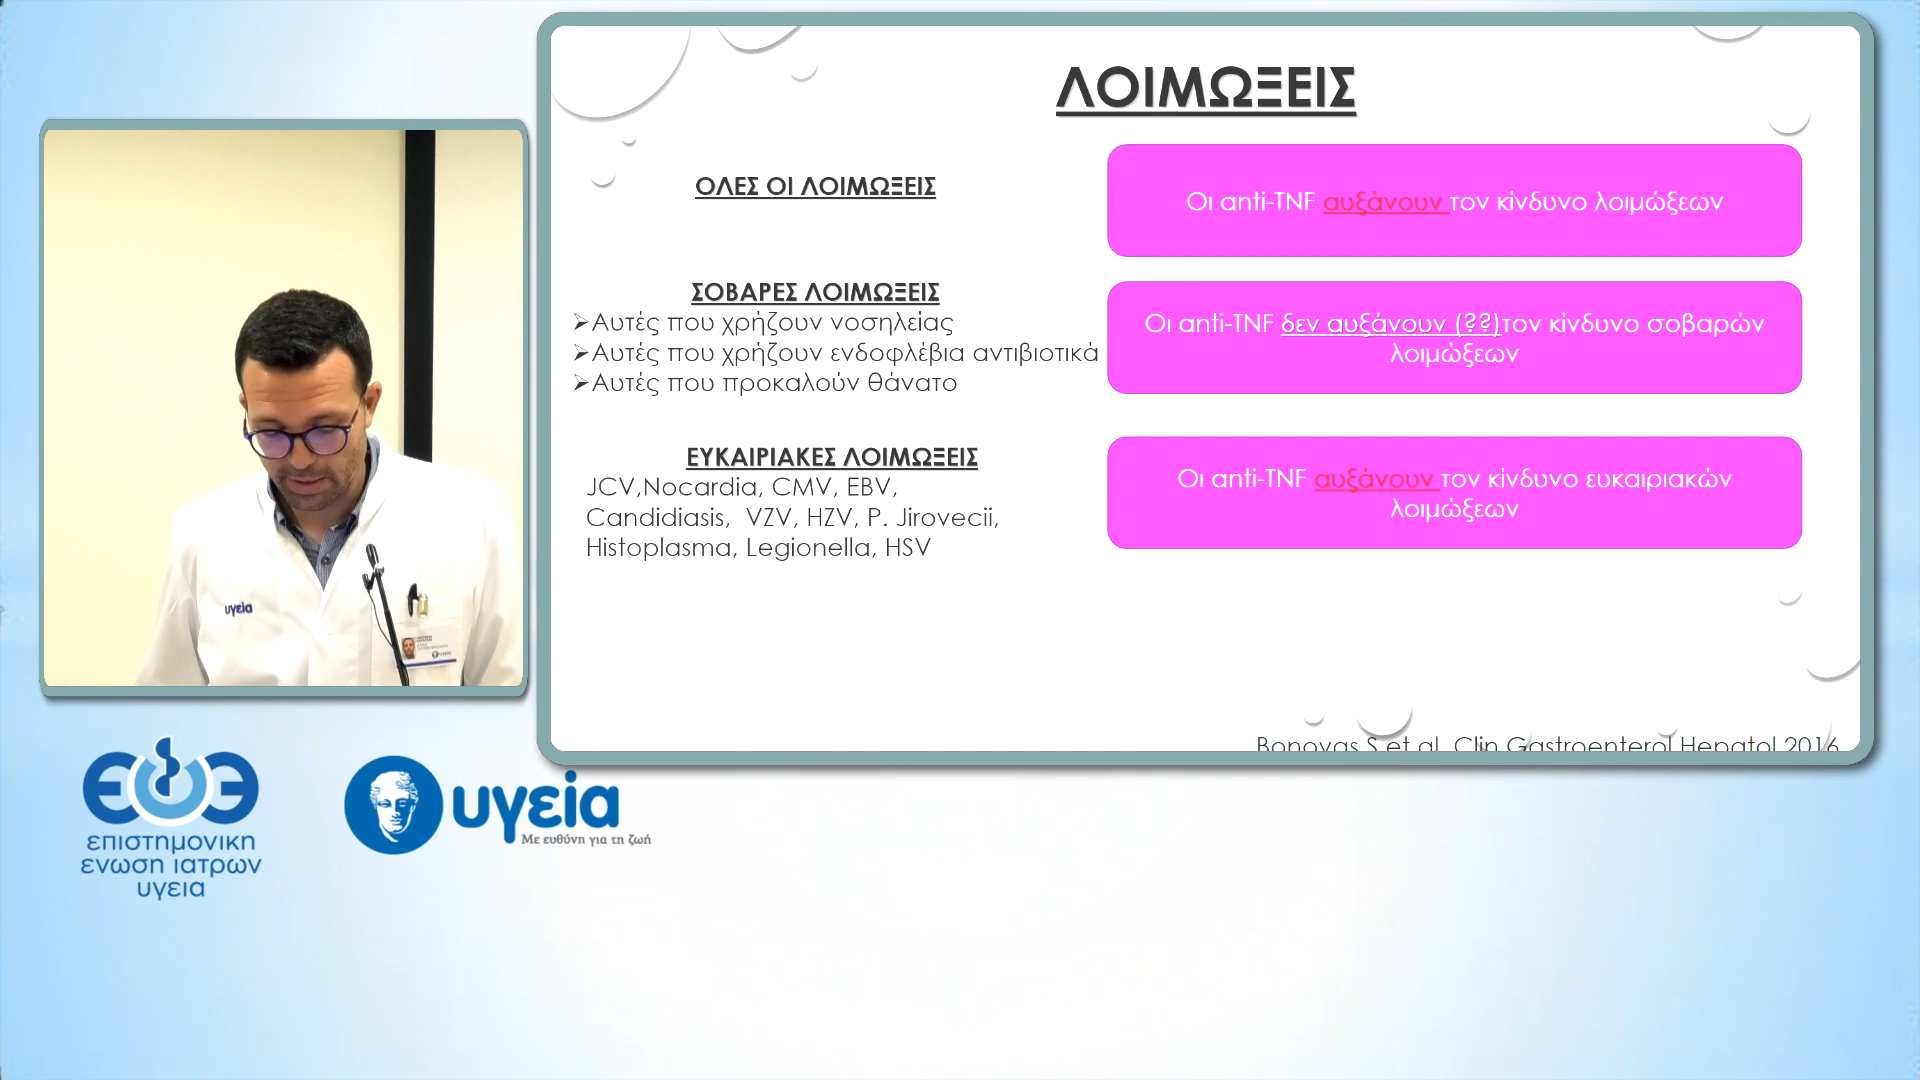 ΛΟΙΜΩΞΕΙΣ
ΟΛΕΣ ΟΙ ΛΟΙΜΩΞΕΙΣ
Οι anti-TNF αυξάνουν τον κίνδυνο λοιμώξεων
ΣΟΒΑΡΕΣ ΛΟΙΜΩΞΕΙΣ
➢Αυτές που χρήζουν νοσηλείας
➢Αυτές που χρήζουν ενδοφλέβια αντιβιοτικά
➢Αυτές που προκαλούν θάνατο
Οι anti-TNF δεν αυξάνουν (??)τον κίνδυνο σοβαρών
λοιμώξεων
ΕΥΚΑΙΡΙΑΚΕΣ ΛΟΙΜΩΞΕΙΣ
JCV,Nocardia, CMV, EBV,
Candidiasis, VZV, HZV, P. Jirovecii,
Histoplasma, Legionella, HSV
Οι anti-TNF αυξάνουν τον κίνδυνο ευκαιριακών
λοιμώξεων
Bonovas S et al. Clin Gastroenterol Hepatol 2016
υγεία
υγεία
επιστημονικη
ενωση ιατρων
υγεια
υγεία
Με ευθύνη για τη ζωή